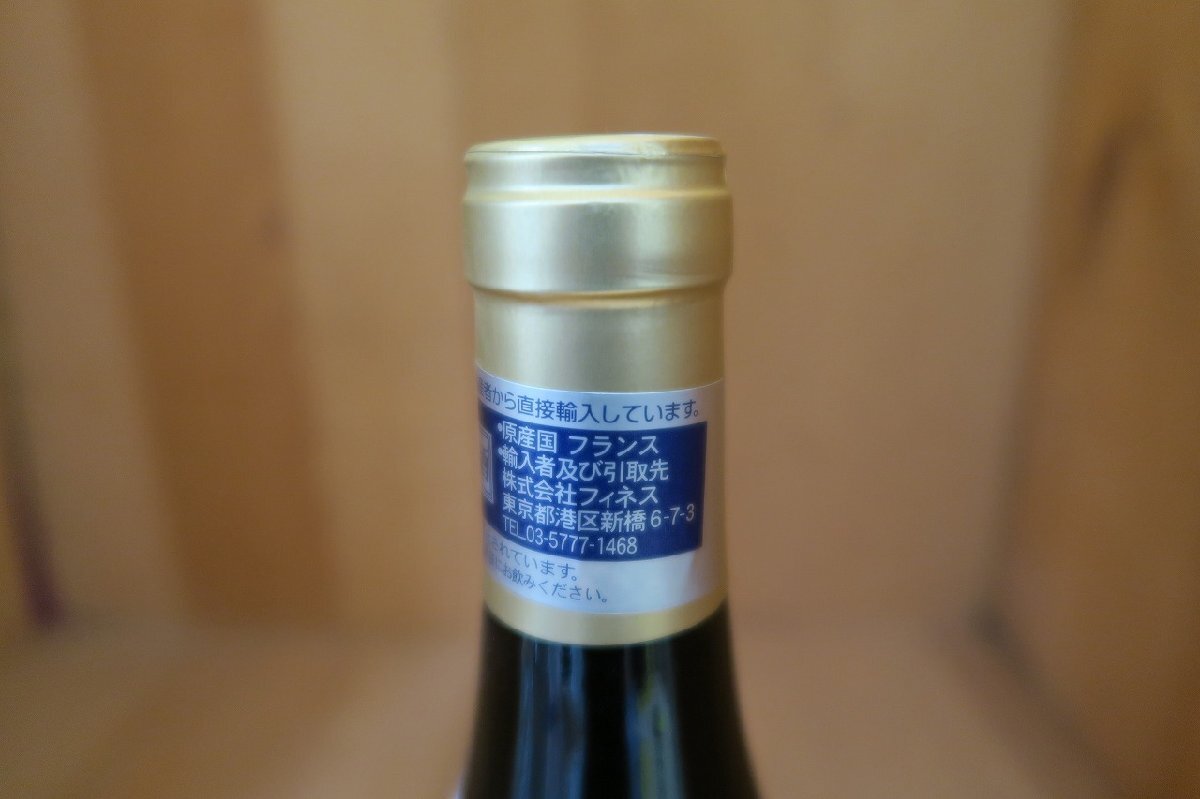 者から直接輸入しています。
•原産国 フランス
•輸入者及び引取先
株式会社フィネス
東京都港区新橋6-7-3
TEL.03-5777-1468
されています。
にお飲みください。